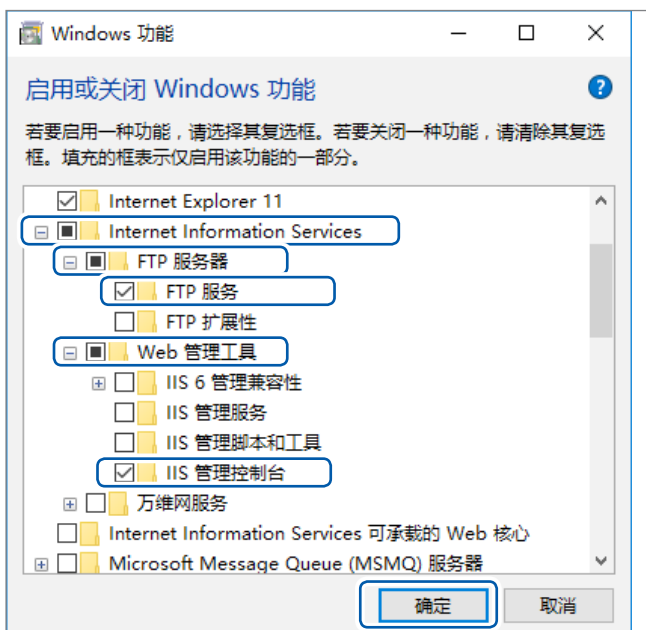 Windows 功能
启用或关闭 Windows 功能
若要启用一种功能，请选择其复选框。若要关闭一种功能，请清除其复选
框。填充的框表示仅启用该功能的一部分。
Internet Explorer 11
Internet Information Services
FTP 服务器
FTP 服务
FTP 扩展性
Web 管理工具
IIS 6 管理兼容性
IIS 管理服务
IIS 管理脚本和工具
IIS 管理控制台
万维网服务
Internet Information Services 可承载的 Web 核心
Microsoft Message Queue (MSMQ) 服务器
确定 取消